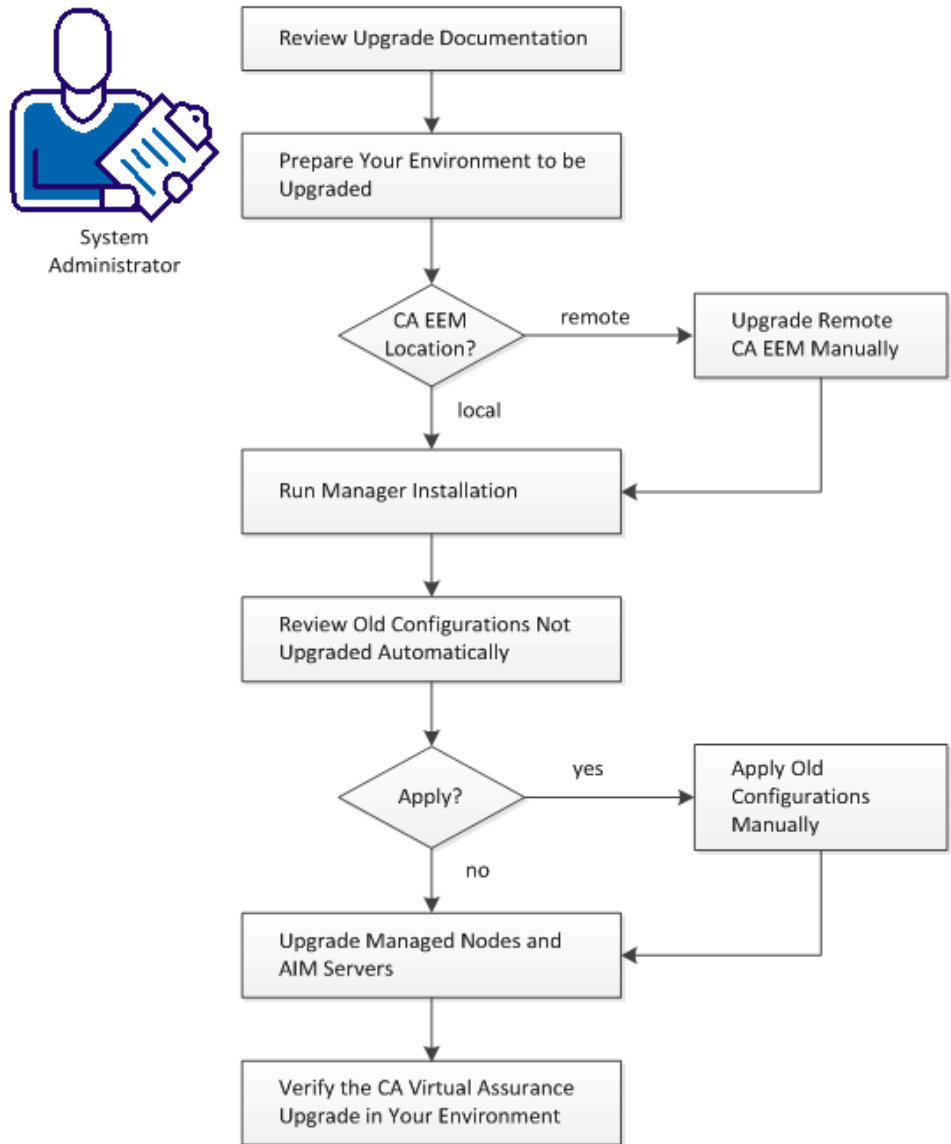 Review Upgrade Documentation
System
Administrator
Prepare Your Environment to be
Upgraded
CA EEM
Location?
remote
Upgrade Remote
CA EEM Manually
local
Run Manager Installation
Review Old Configurations Not
Upgraded Automatically
Apply?
yes
Apply Old
Configurations
Manually
no
Upgrade Managed Nodes and
AIM Servers
Verify the CA Virtual Assurance
Upgrade in Your Environment